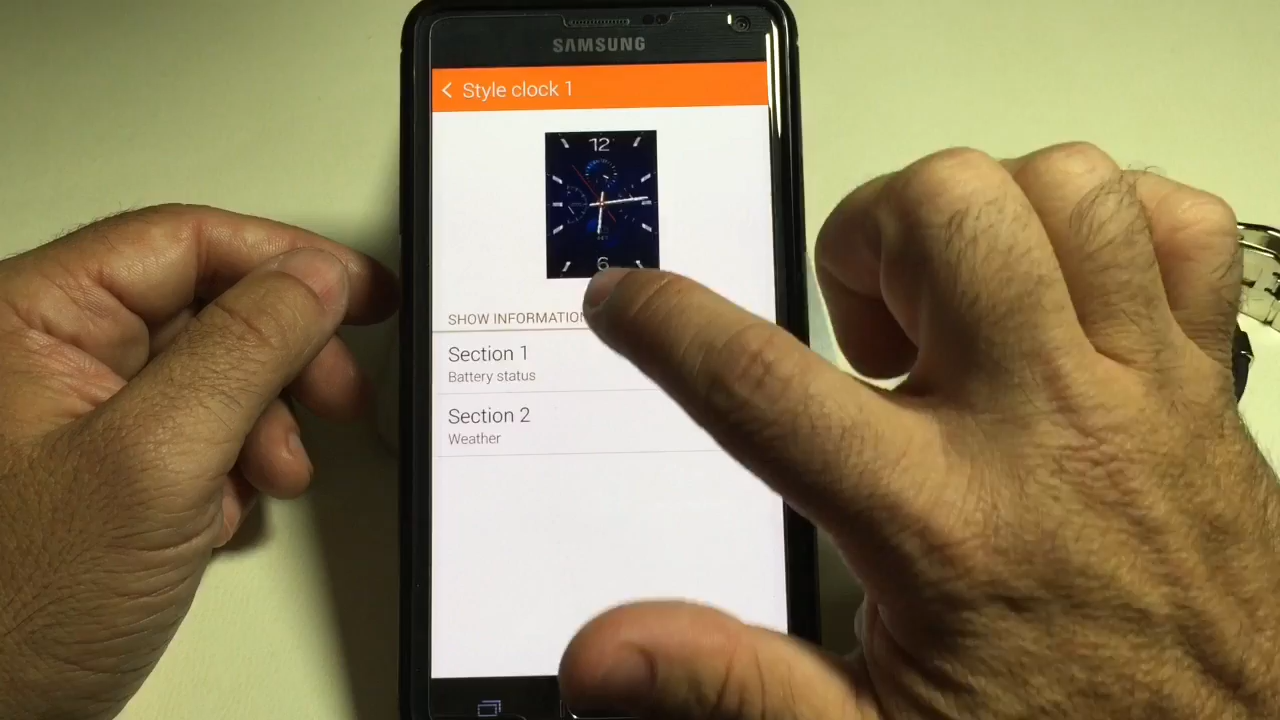 SAMSUNG
Style clock 1
12
6
SHOW INFORMATION
Section 1
Battery status
Section 2
Weather